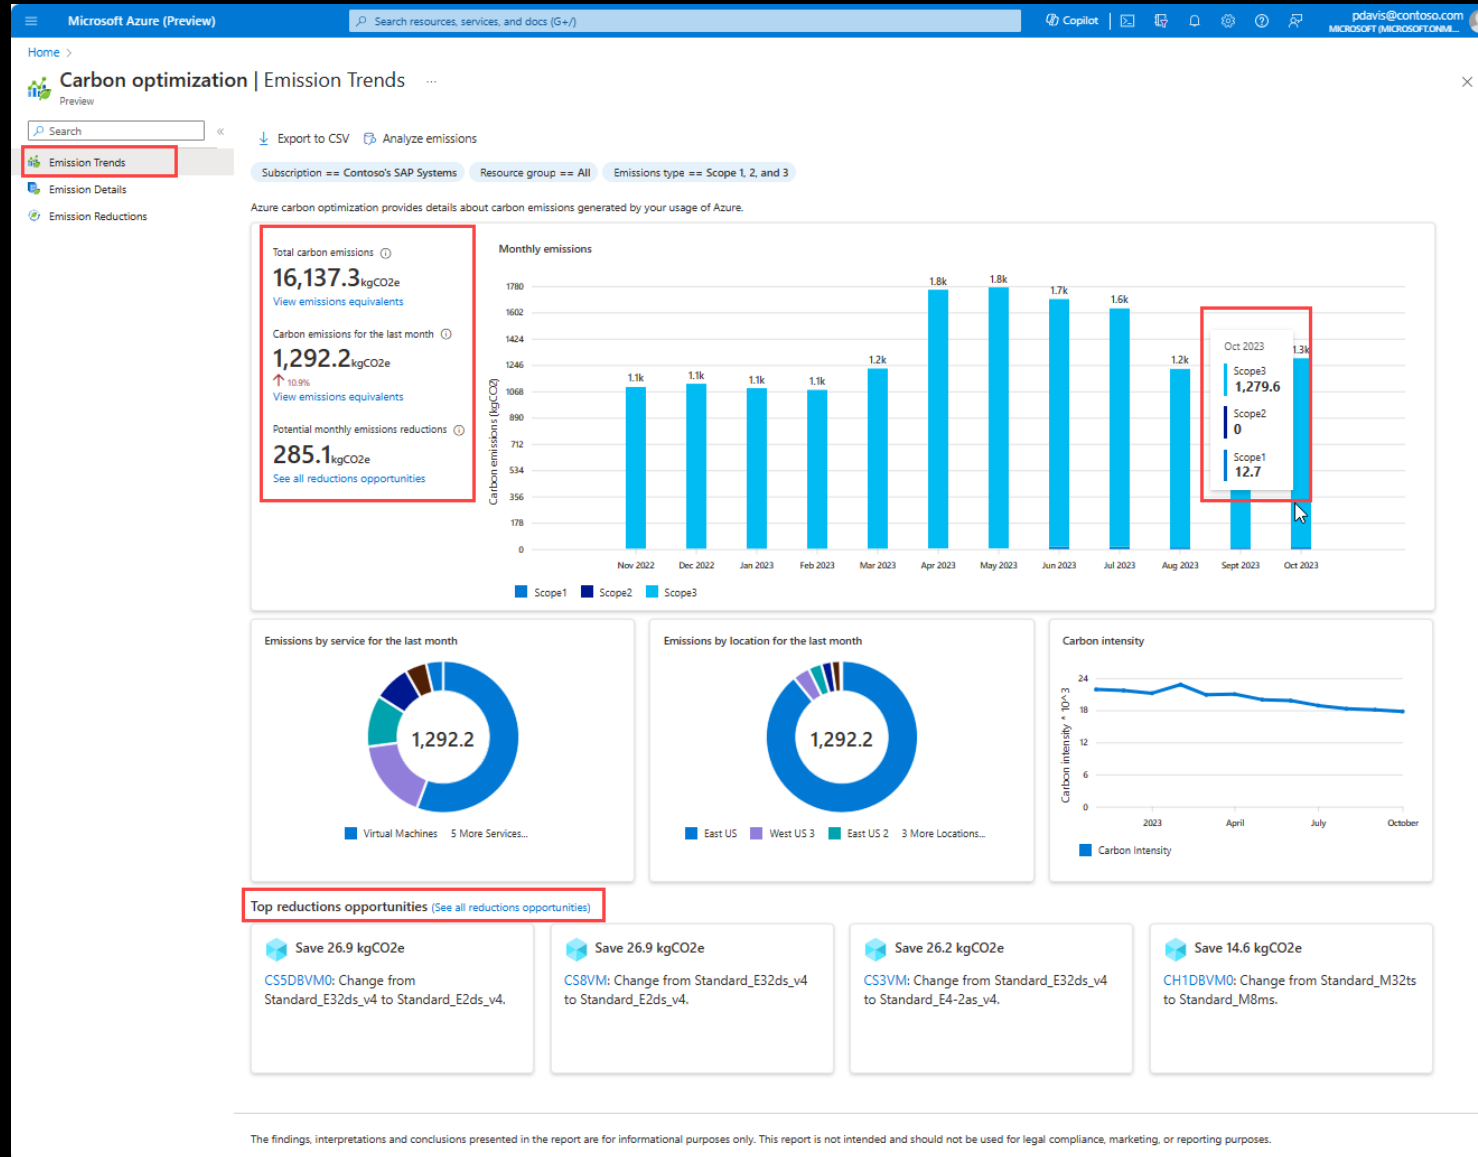 Microsoft Azure (Preview)
Search resources, services, and docs (G+/)
Copilot
pdavis@contoso.com
MICROSOFT (MICROSOFT.ONMI...
Home >
Carbon optimization | Emission Trends ...
Preview
Search
«
Export to CSV
Analyze emissions
Emission Trends
Emission Details
Emission Reductions
Subscription == Contoso's SAP Systems
Resource group == All
Emissions type == Scope 1, 2, and 3
Azure carbon optimization provides details about carbon emissions generated by your usage of Azure.
Total carbon emissions
16,137.3kgCO2e
View emissions equivalents
Carbon emissions for the last month
1,292.2kgCO2e
10.9%
View emissions equivalents
Potential monthly emissions reductions
285.1kgCO2e
See all reductions opportunities
Monthly emissions
Carbon emissions (kgCO2)
1780
1602
1424
1246
1068
890
712
534
356
178
0
1.1k
1.1k
1.1k
1.1k
1.2k
1.8k
1.8k
1.7k
1.6k
1.2k
1.3k
Oct 2023
Scope3
1,279.6
Scope2
0
Scope1
12.7
Nov 2022
Dec 2022
Jan 2023
Feb 2023
Mar 2023
Apr 2023
May 2023
Jun 2023
Jul 2023
Aug 2023
Sept 2023
Oct 2023
Scope1
Scope2
Scope3
Emissions by service for the last month
1,292.2
Virtual Machines
5 More Services...
Emissions by location for the last month
1,292.2
East US
West US 3
East US 2
3 More Locations...
Carbon intensity
Carbon intensity * 10^3
24
18
12
6
0
2023
April
July
October
Carbon Intensity
Top reductions opportunities (See all reductions opportunities)
Save 26.9 kgCO2e
CS5DBVM0: Change from
Standard_E32ds_v4 to Standard_E2ds_v4.
Save 26.9 kgCO2e
CS8VM: Change from Standard_E32ds_v4
to Standard_E2ds_v4.
Save 26.2 kgCO2e
CS3VM: Change from Standard_E32ds_v4
to Standard_E4-2as_v4.
Save 14.6 kgCO2e
CH1DBVM0: Change from Standard_M32ts
to Standard_M8ms.
The findings, interpretations and conclusions presented in the report are for informational purposes only. This report is not intended and should not be used for legal compliance, marketing, or reporting purposes.